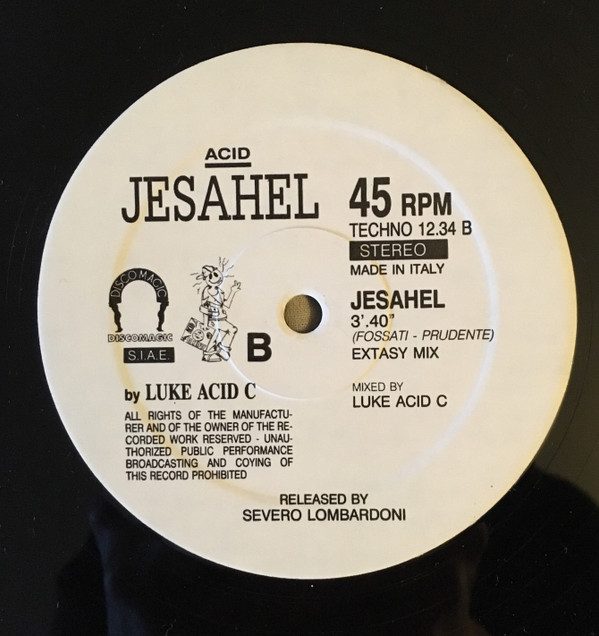 ACID
JESAHEL
45 RPM
TECHNO 12.34 B
STEREO
MADE IN ITALY
JESAHEL
3'.40"
(FOSSATI - PRUDENTE)
EXTASY MIX
MIXED BY
LUKE ACID C
DISCOMAGIC
DISCOMAGIC
S.I.A.E.
B
by LUKE ACID C
ALL RIGHTS OF THE MANUFACTU-
RER AND OF THE OWNER OF THE RE-
CORDED WORK RESERVED - UNAU-
THORIZED PUBLIC PERFORMANCE
BROADCASTING AND COYING OF
THIS RECORD PROHIBITED
RELEASED BY
SEVERO LOMBARDONI